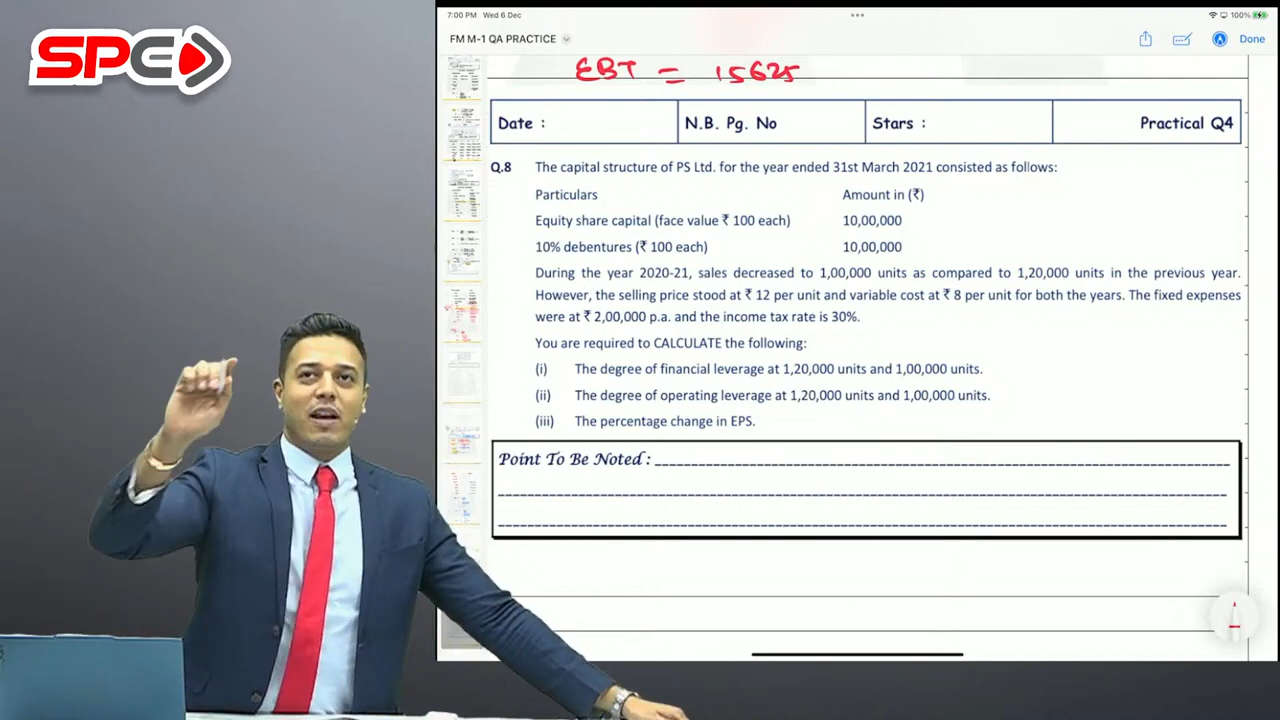 SPED
7:00 PM Wed 6 Dec
100%
FM M-1 QA PRACTICE
Done
EBT = 15625
Date :
N.B. Pg. No
Stars :
Practical Q4
Q.8 The capital structure of PS Ltd. for the year ended 31st March 2021 consisted as follows:
Particulars Amount in (₹)
Equity share capital (face value ₹ 100 each) 10,00,000
10% debentures (₹ 100 each) 10,00,000
During the year 2020-21, sales decreased to 1,00,000 units as compared to 1,20,000 units in the previous year.
However, the selling price stood at ₹ 12 per unit and variable cost at ₹ 8 per unit for both the years. The fixed expenses
were at ₹ 2,00,000 p.a. and the income tax rate is 30%.
You are required to CALCULATE the following:
(i) The degree of financial leverage at 1,20,000 units and 1,00,000 units.
(ii) The degree of operating leverage at 1,20,000 units and 1,00,000 units.
(iii) The percentage change in EPS.
Point To Be Noted :